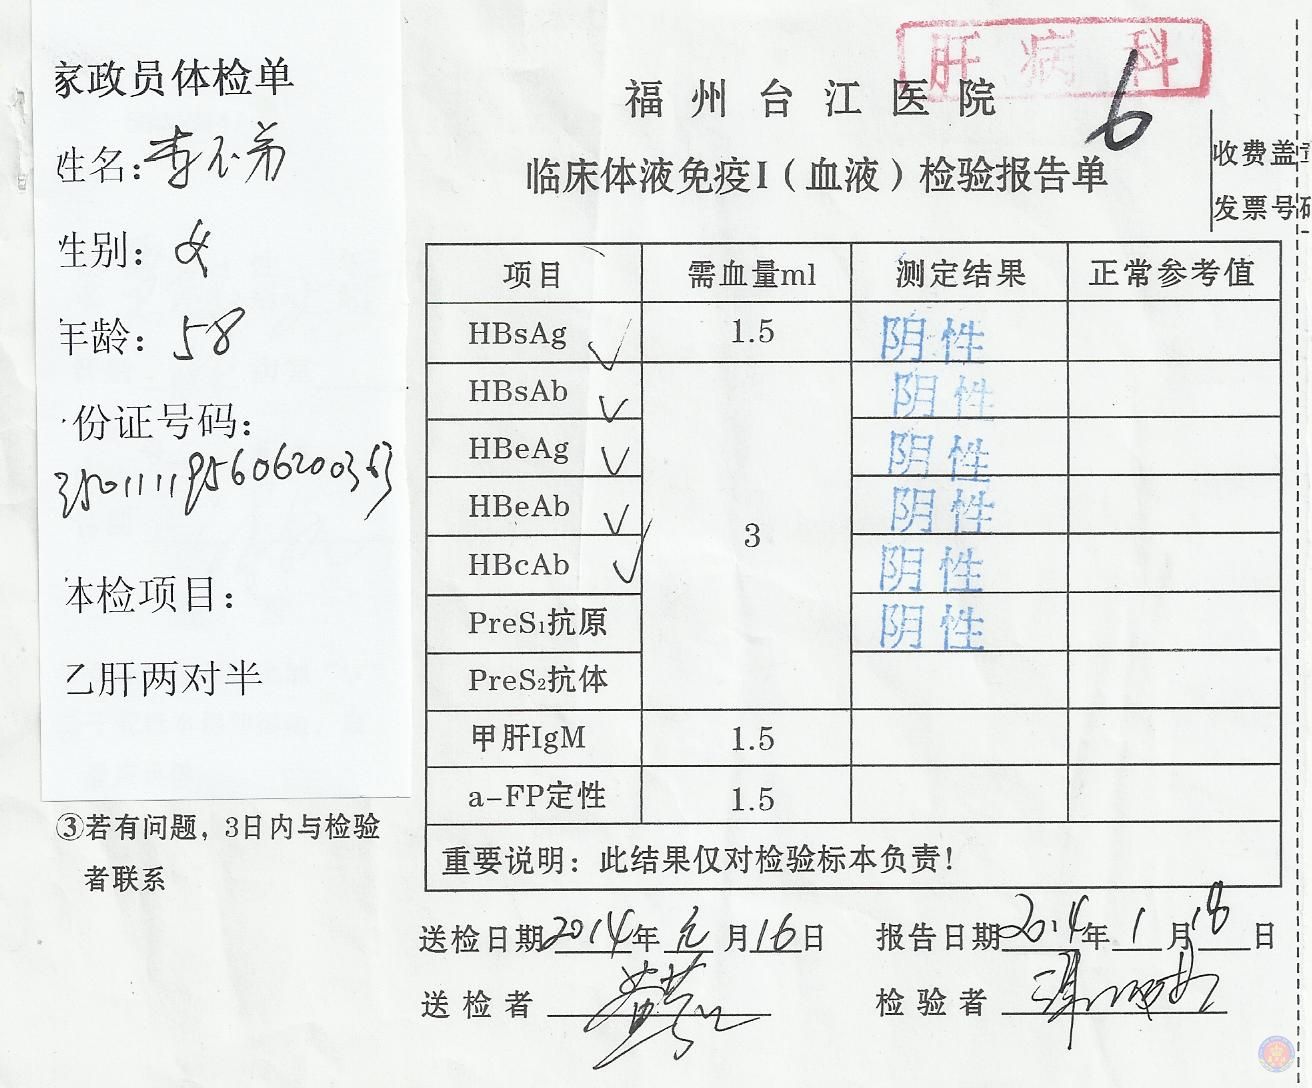 家政员体检单
姓名:李不弟
性别: 女
年龄: 58
份证号码:
体检项目:
乙肝两对半
③若有问题, 3日内与检验
者联系
肝病科
福州台江医院
6
临床体液免疫I(血液)检验报告单
收费盖
发票号码
项目 需血量ml 测定结果 正常参考值
HBsAg ✓ 1.5 阴性
HBsAb ✓ 阴性
HBeAg ✓ 阴性
HBeAb ✓ 3 阴性
HBcAb ✓ 阴性
PreS₁抗原 阴性
PreS₂抗体
甲肝IgM 1.5
a-FP定性 1.5
重要说明: 此结果仅对检验标本负责!
送检日期2014年元月16日 报告日期2014年1月18日
送检者 检验者